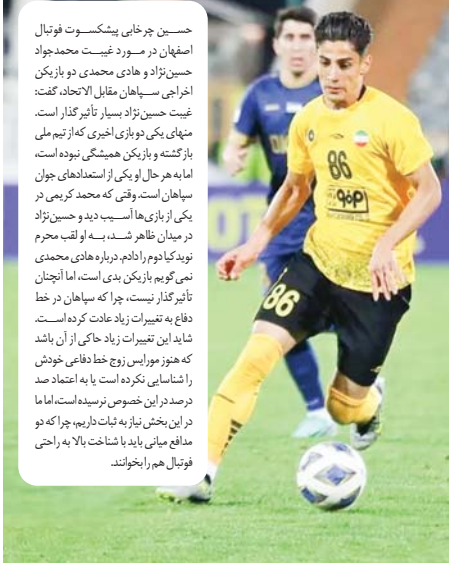 حسین چرخابی پیشکسوت فوتبال
اصفهان در مورد غیبت محمدجواد
حسین‌نژاد و هادی محمدی دو بازیکن
اخراجی سپاهان مقابل الاتحاد، گفت:
غیبت حسین‌نژاد بسیار تأثیرگذار است.
منهای یکی دو بازی اخیری که از تیم ملی
بازگشته و بازیکن همیشگی نبوده است،
اما به هر حال او یکی از استعدادهای جوان
سپاهان است. وقتی که محمد کریمی در
یکی از بازی‌ها آسیب دید و حسین‌نژاد
در میدان ظاهر شد، به او لقب محرم
نویدکیا دوم را دادم. درباره هادی محمدی
نمی‌گویم بازیکن بدی است، اما آنچنان
تأثیرگذار نیست، چرا که سپاهان در خط
دفاع به تغییرات زیاد عادت کرده است.
شاید این تغییرات زیاد حاکی از آن باشد
که هنوز مورایس زوج خط دفاعی خودش
را شناسایی نکرده است یا به اعتماد صد
درصد در این خصوص نرسیده است، اما ما
در این بخش نیاز به ثبات داریم، چرا که دو
مدافع میانی باید با شناخت بالا به راحتی
فوتبال هم را بخوانند.
86
86